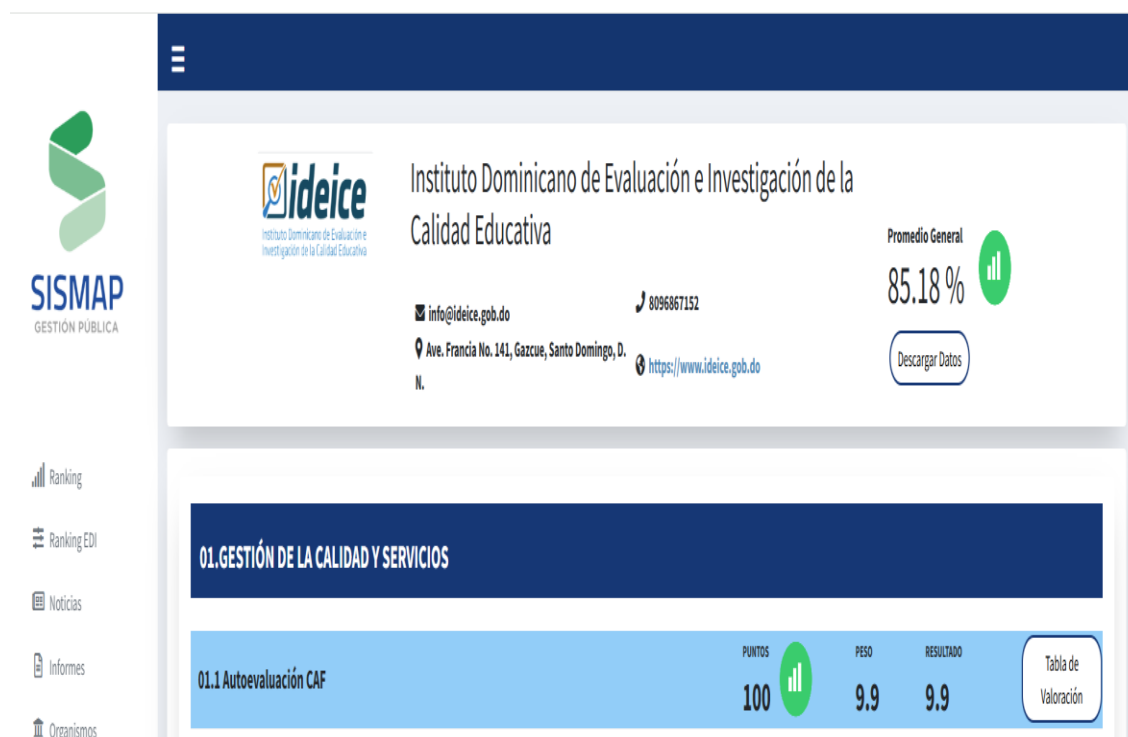 SISMAP
GESTIÓN PÚBLICA
Ranking
Ranking EDI
Noticias
Informes
Organismos
ideice
Instituto Dominicano de Evaluación e
Investigación de la Calidad Educativa
Instituto Dominicano de Evaluación e Investigación de la
Calidad Educativa
info@ideice.gob.do
Ave. Francia No. 141, Gazcue, Santo Domingo, D.
N.
8096867152
https://www.ideice.gob.do
Promedio General
85.18 %
Descargar Datos
01.GESTIÓN DE LA CALIDAD Y SERVICIOS
01.1 Autoevaluación CAF
PUNTOS
100
PESO
9.9
RESULTADO
9.9
Tabla de
Valoración